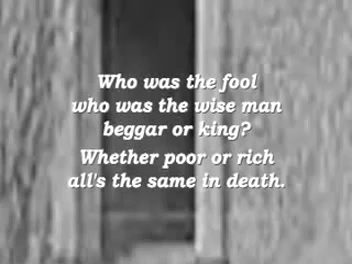 Who was the fool
who was the wise man
beggar or king?
Whether poor or rich
all's the same in death.